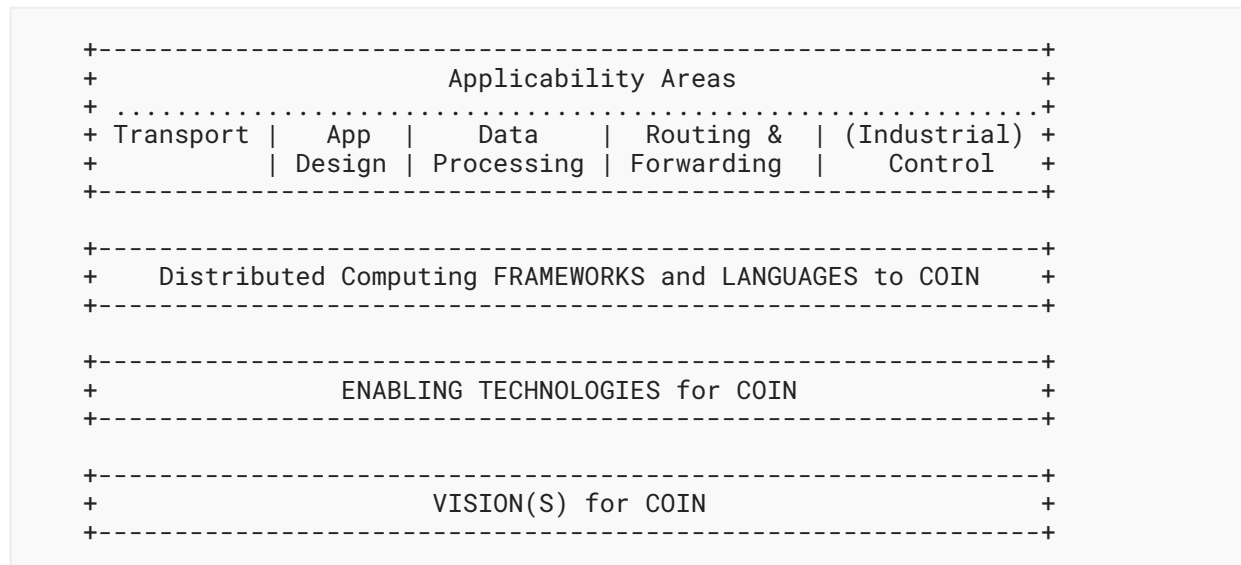 +--------------------------------------------------------------+
+                       Applicability Areas                    +
+ .............................................................+
+ Transport |   App  |    Data    |  Routing &  | (Industrial) +
+           | Design | Processing | Forwarding  |    Control   +
+--------------------------------------------------------------+
+--------------------------------------------------------------+
+    Distributed Computing FRAMEWORKS and LANGUAGES to COIN    +
+--------------------------------------------------------------+
+--------------------------------------------------------------+
+                ENABLING TECHNOLOGIES for COIN                +
+--------------------------------------------------------------+
+--------------------------------------------------------------+
+                      VISION(S) for COIN                      +
+--------------------------------------------------------------+